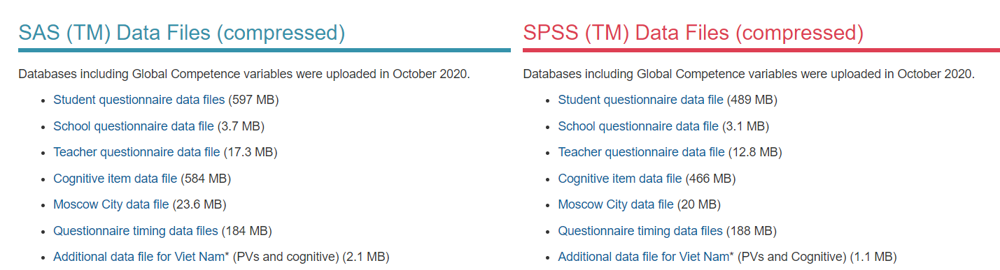 SAS (TM) Data Files (compressed)
Databases including Global Competence variables were uploaded in October 2020.
Student questionnaire data files (597 MB)
School questionnaire data file (3.7 MB)
Teacher questionnaire data file (17.3 MB)
Cognitive item data file (584 MB)
Moscow City data file (23.6 MB)
Questionnaire timing data files (184 MB)
Additional data file for Viet Nam* (PVs and cognitive) (2.1 MB)
SPSS (TM) Data Files (compressed)
Databases including Global Competence variables were uploaded in October 2020.
Student questionnaire data file (489 MB)
School questionnaire data file (3.1 MB)
Teacher questionnaire data file (12.8 MB)
Cognitive item data file (466 MB)
Moscow City data file (20 MB)
Questionnaire timing data files (188 MB)
Additional data file for Viet Nam* (PVs and Cognitive) (1.1 MB)